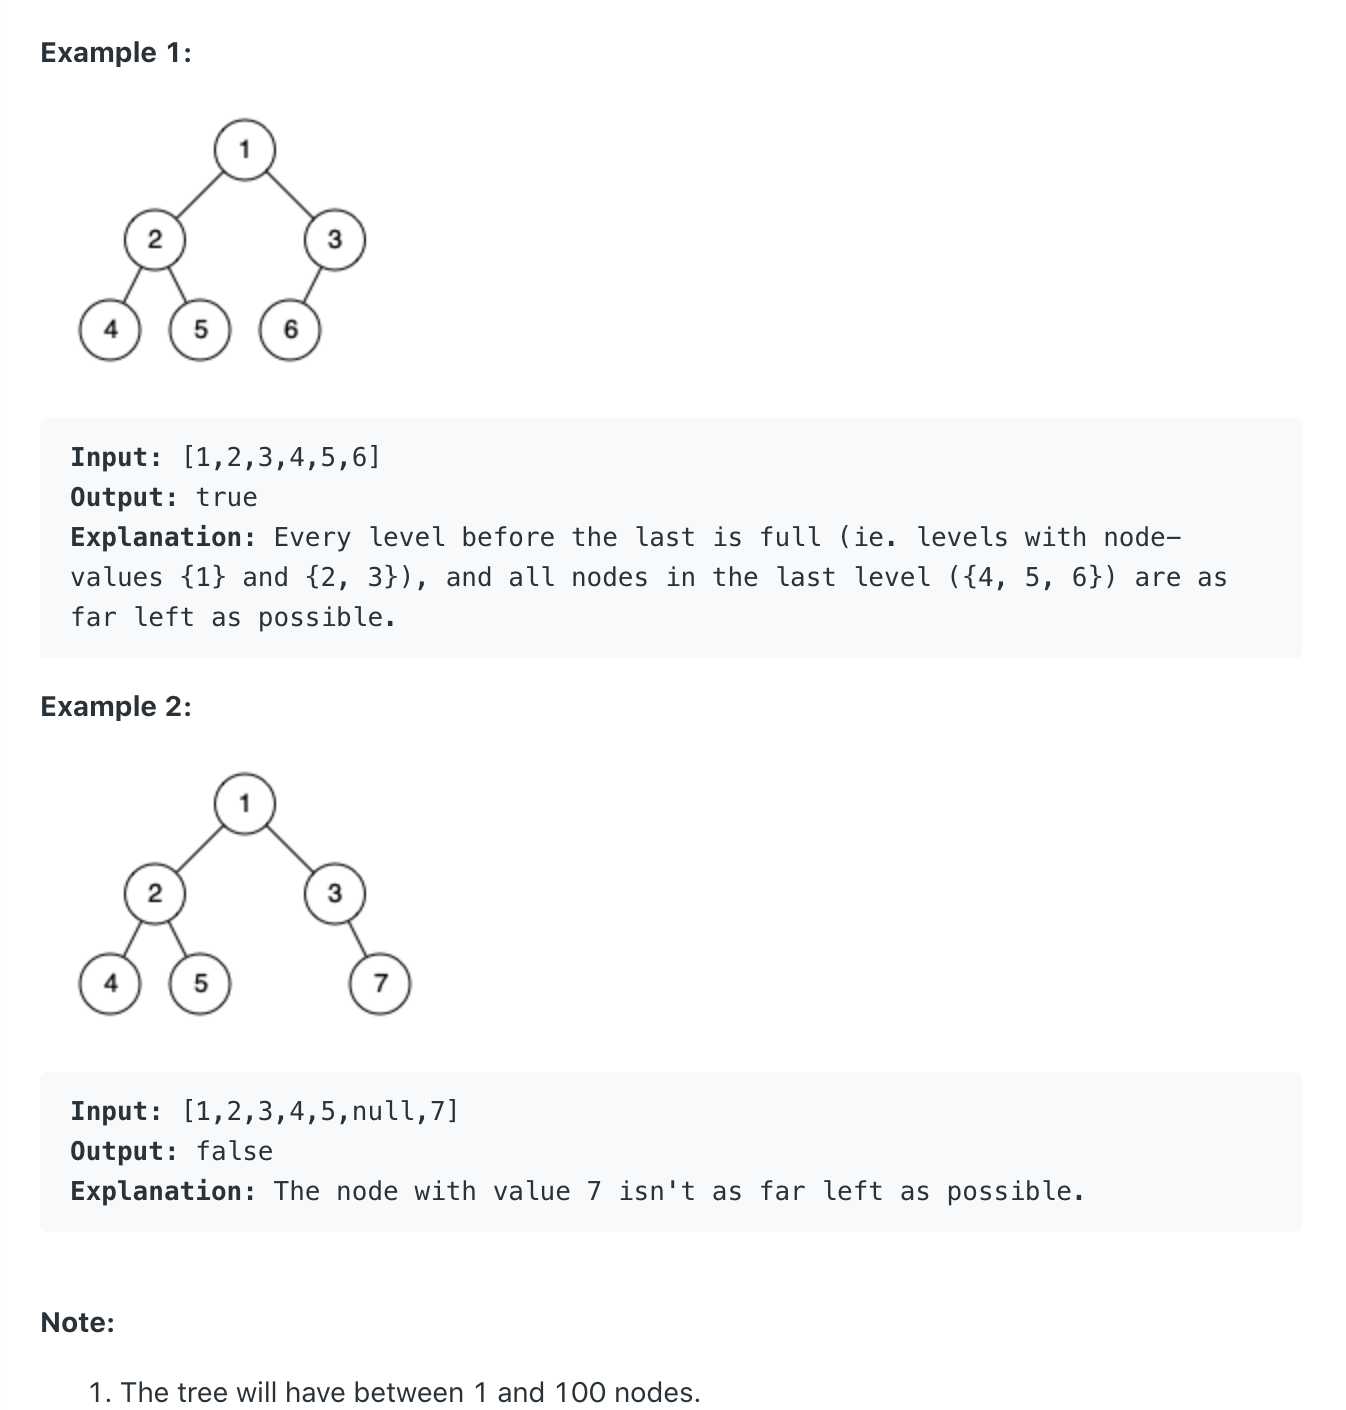 Example 1:
1
2 3
4 5 6
Input: [1,2,3,4,5,6]
Output: true
Explanation: Every level before the last is full (ie. levels with node-
values {1} and {2, 3}), and all nodes in the last level ({4, 5, 6}) are as
far left as possible.
Example 2:
1
2 3
4 5 7
Input: [1,2,3,4,5,null,7]
Output: false
Explanation: The node with value 7 isn't as far left as possible.
Note:
1. The tree will have between 1 and 100 nodes.